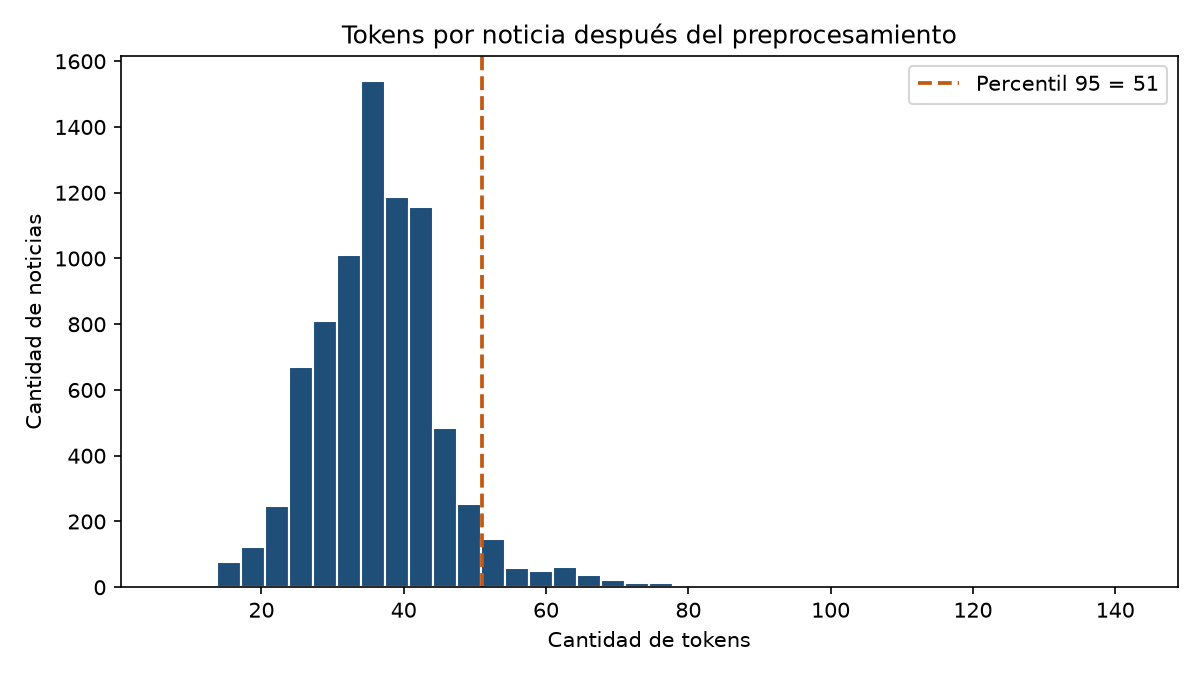 Tokens por noticia después del preprocesamiento
Percentil 95 = 51
Cantidad de noticias
1600
1400
1200
1000
800
600
400
200
0
20 40 60 80 100 120 140
Cantidad de tokens